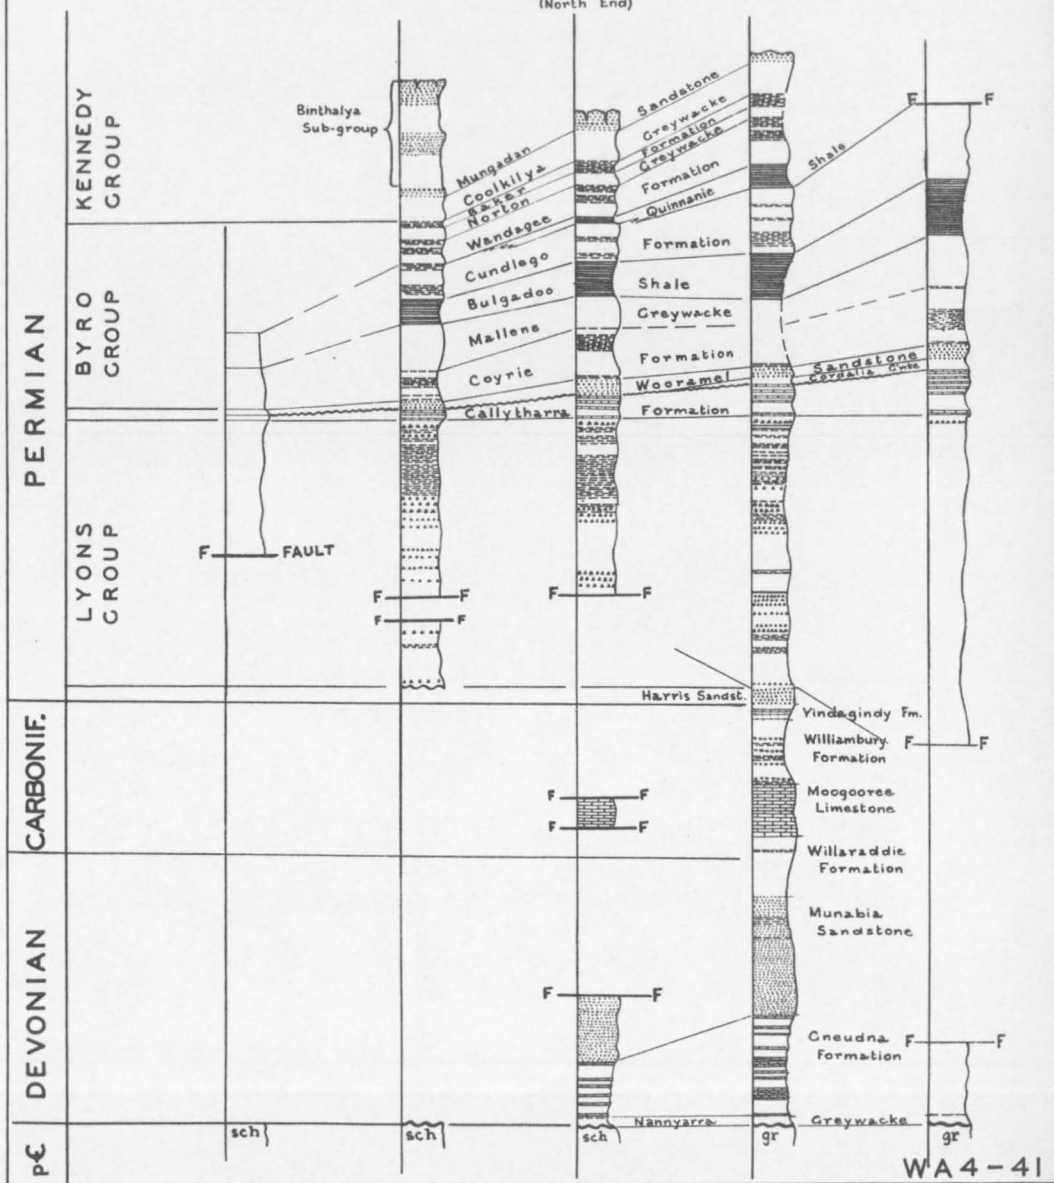 (North End)
KENNEDY
GROUP
BYRO
GROUP
LYONS
GROUP
PERMIAN
CARBONIF.
DEVONIAN
p€
Binthalya
Sub-group
Mungadan Sandstone
Coolkilya Greywacke
Baker Formation
Norton Greywacke
Wandagee Formation
Quinnanie Shale
Cundlego Formation
Bulgadoo Shale
Mallene Greywacke
Coyrie Formation
Wooramel Sandstone
Cordalia Gwke
Callytharra Formation
F F
F FAULT
F F
F F
F F
Harris Sandst.
Yindagindy Fm.
Williambury
Formation
F F
F F
F F
Moogooree
Limestone
Willaraddie
Formation
Munabia
Sandstone
F F
Gneudna
Formation
F F
Nannyarra Greywacke
sch
sch
sch
gr
gr
WA4-41